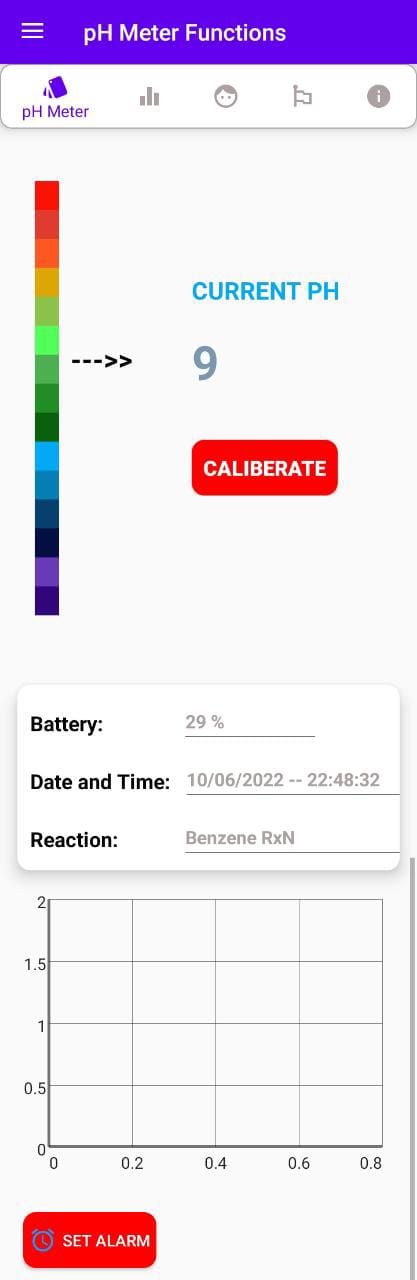 pH Meter Functions
pH Meter
CURRENT PH
--->>
9
CALIBERATE
Battery: 29 %
Date and Time: 10/06/2022 -- 22:48:32
Reaction: Benzene RxN
2
1.5
1
0.5
0
0 0.2 0.4 0.6 0.8
SET ALARM